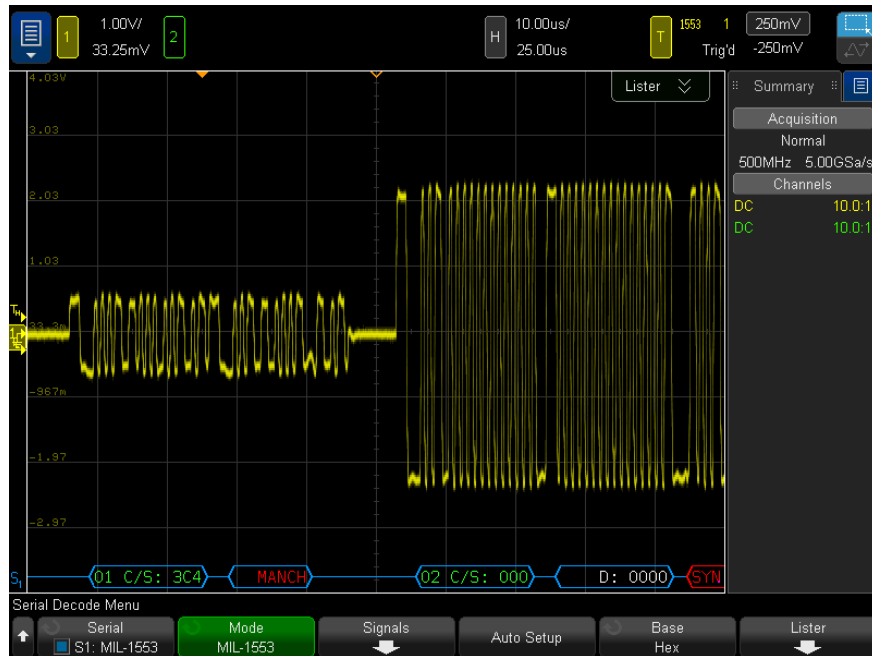 1 1.00V/ 2 H 10.00us/ T 1553 1 250mV
33.25mV 25.00us Trig'd -250mV
4.03V Lister Summary
Acquisition
3.03 Normal
500MHz 5.00GSa/s
Channels
2.03 DC 10.0:1
DC 10.0:1
1.03
33.3m
-967m
-1.97
-2.97
S1 01 C/S: 3C4 MANCH 02 C/S: 000 D: 0000 SYN
Serial Decode Menu
Serial Mode Signals Auto Setup Base Lister
S1: MIL-1553 MIL-1553 Hex